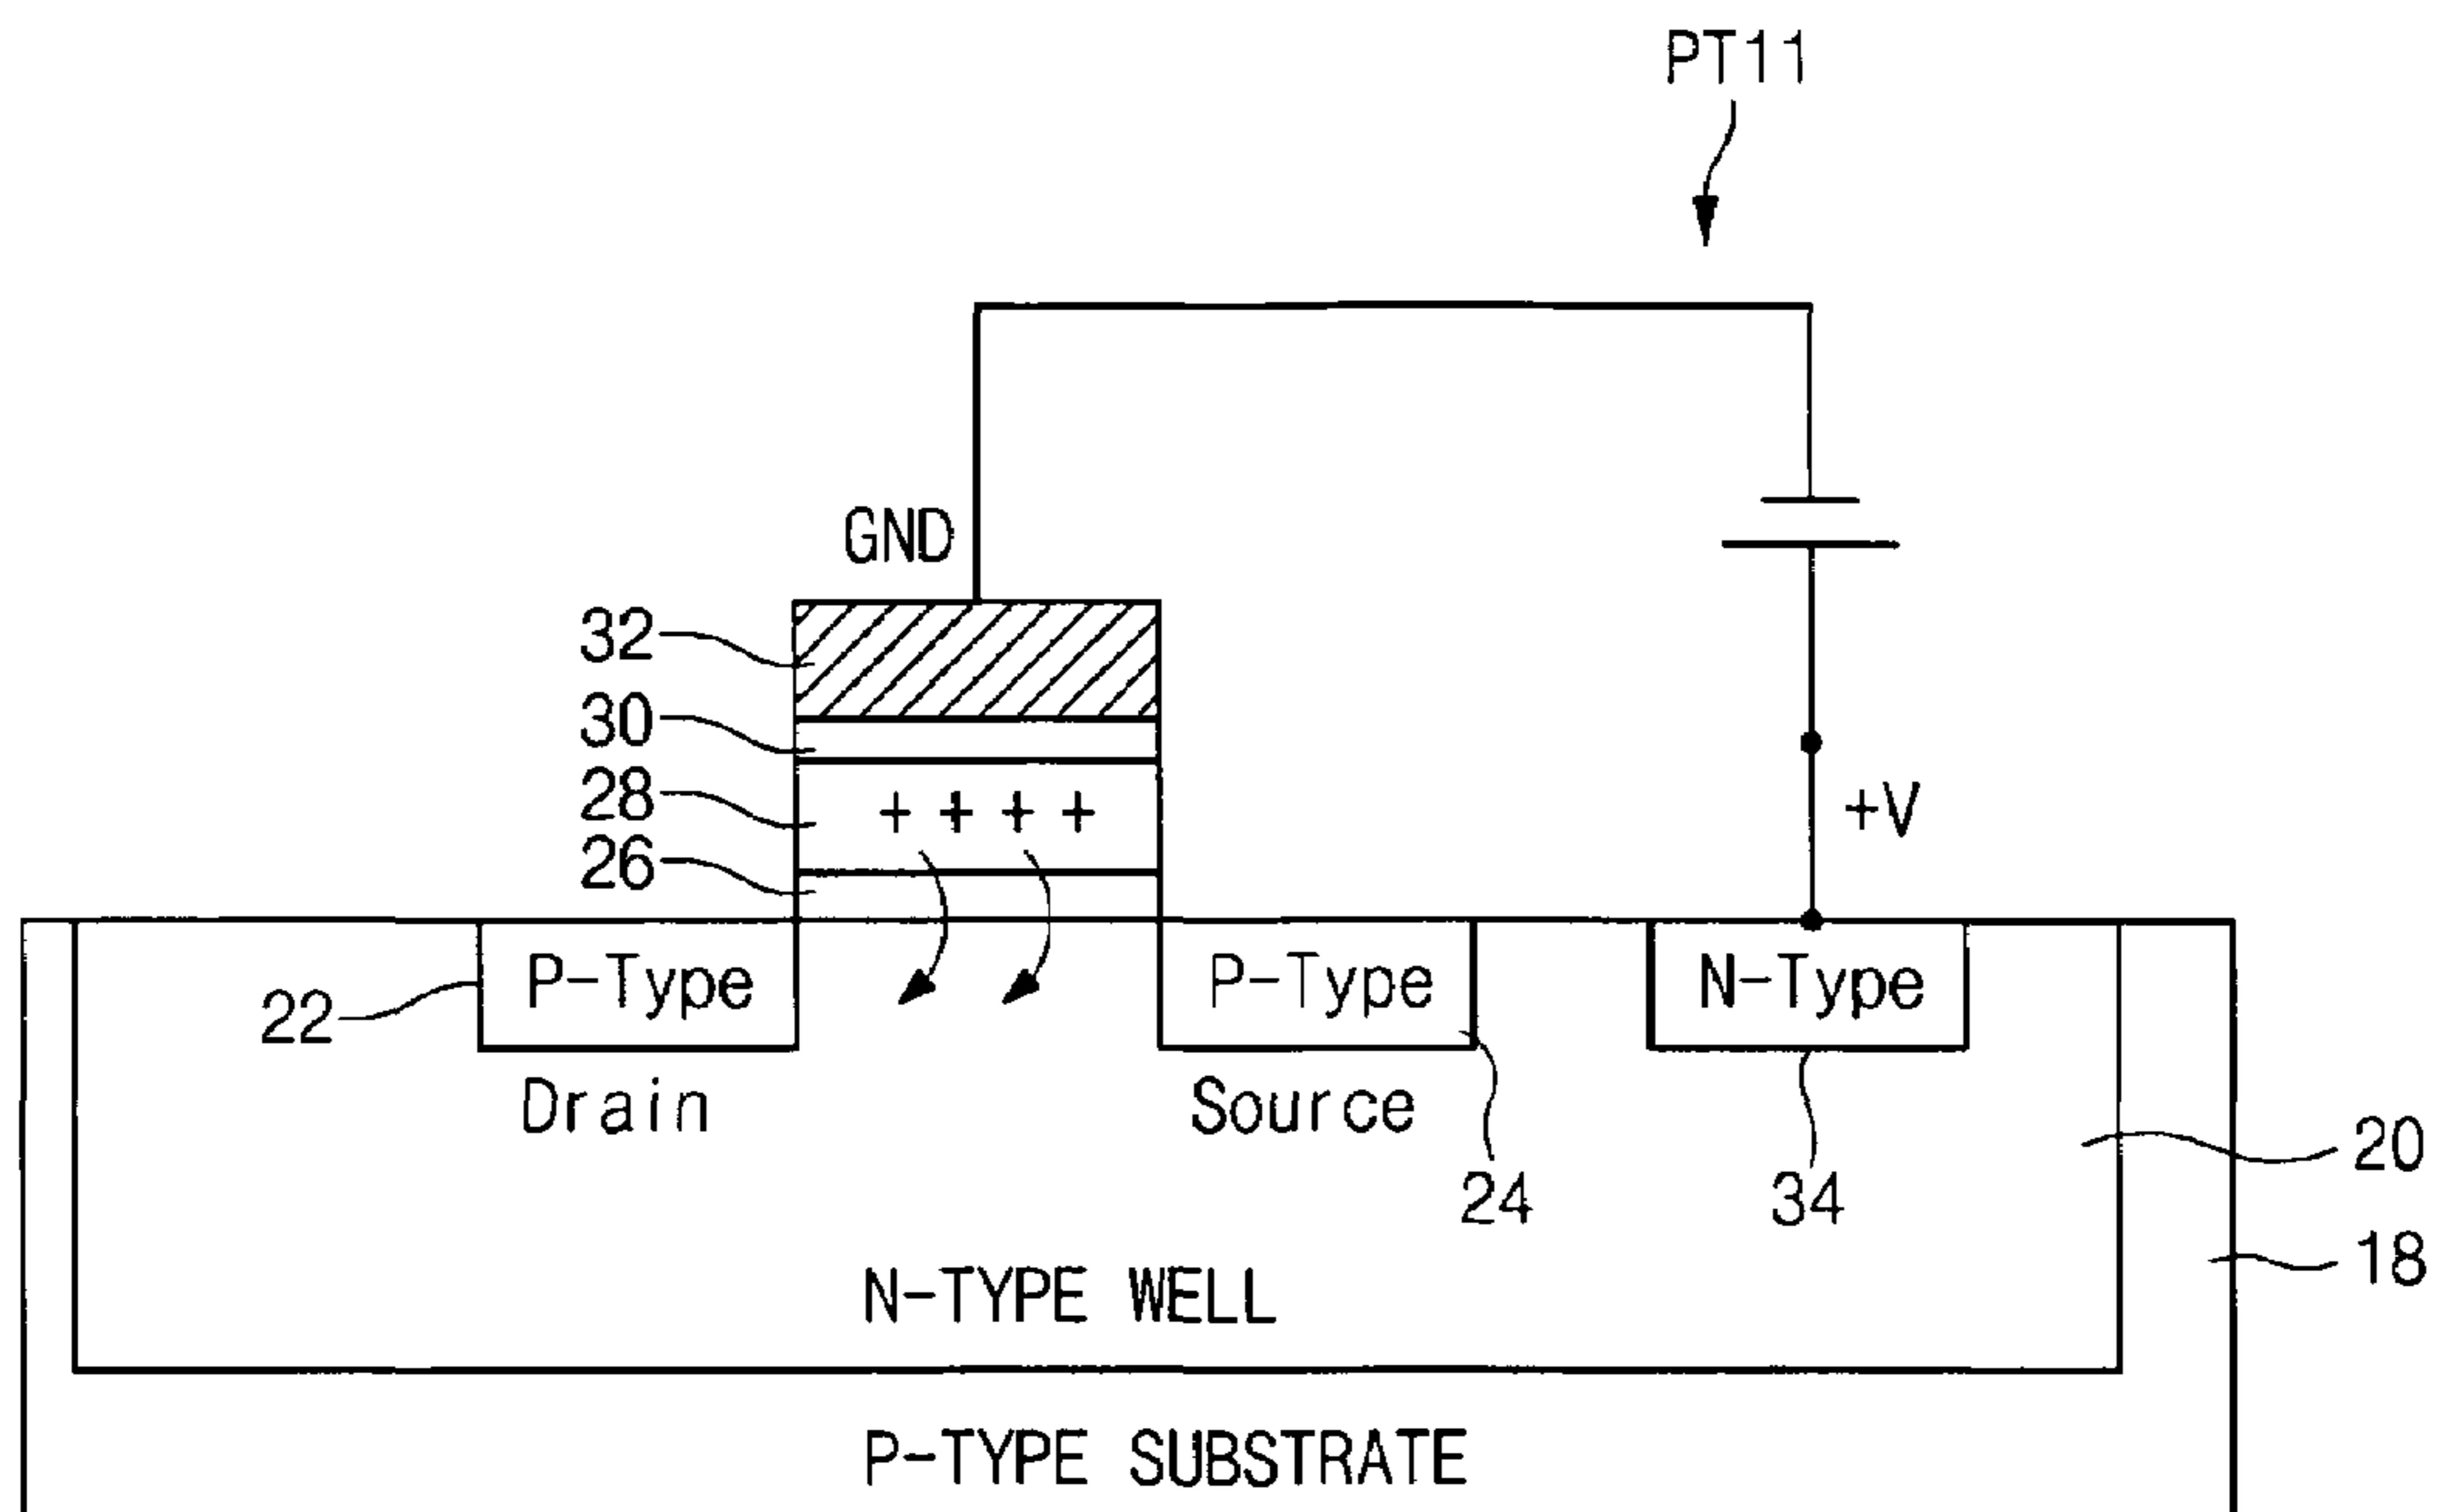 PT11
GND
32
30
28
+ + + +
26
+V
P-Type
P-Type
N-Type
22
Drain
Source
24
34
20
18
N-TYPE WELL
P-TYPE SUBSTRATE